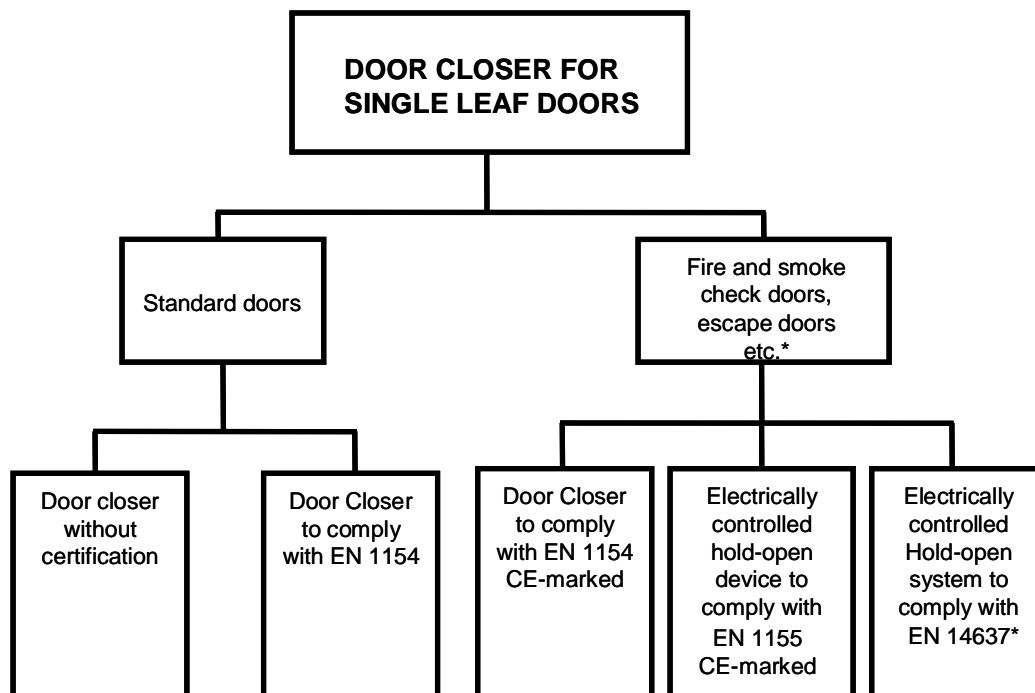 DOOR CLOSER FOR
SINGLE LEAF DOORS
Standard doors
Fire and smoke
check doors,
escape doors
etc.*
Door closer
without
certification
Door Closer
to comply
with EN 1154
Door Closer
to comply
with EN 1154
CE-marked
Electrically
controlled
hold-open
device to
comply with
EN 1155
CE-marked
Electrically
controlled
Hold-open
system to
comply with
EN 14637*